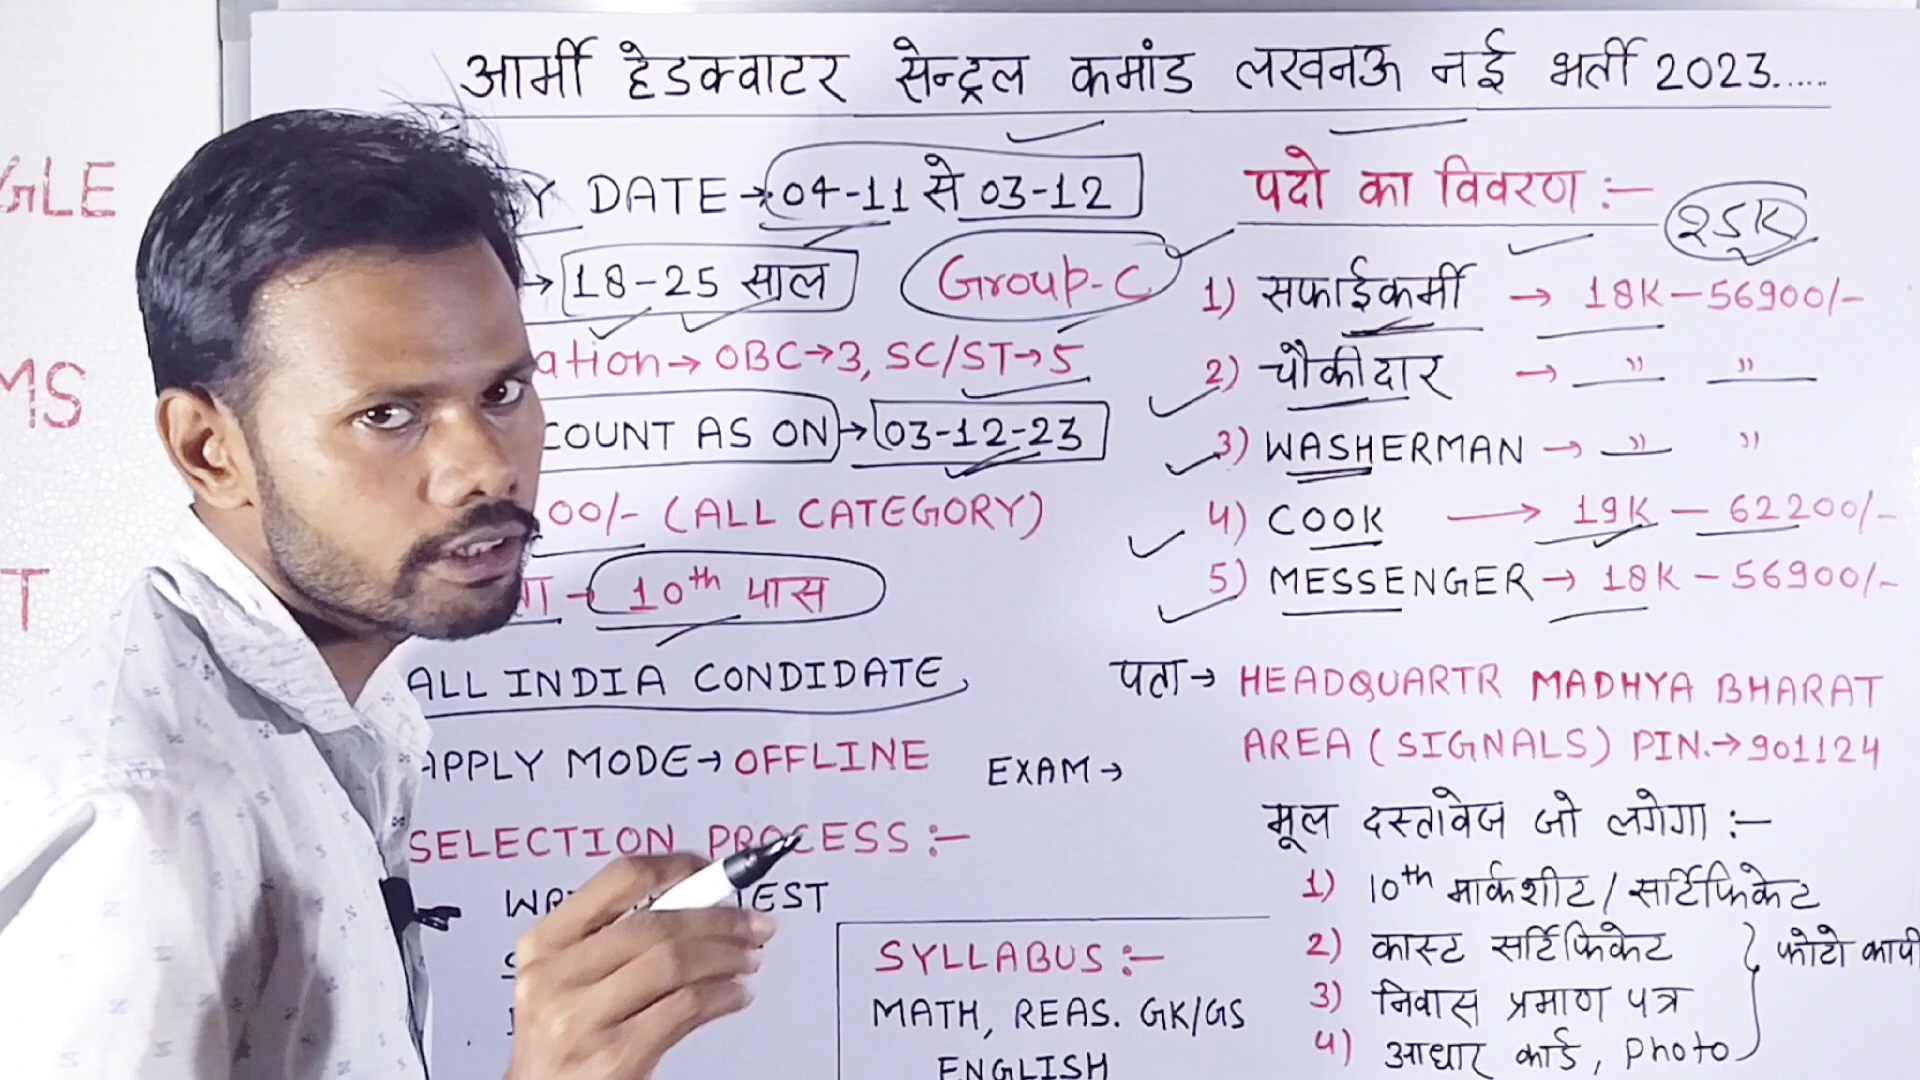 आर्मी हेडक्वाटर सेन्ट्रल कमांड लखनऊ नई भर्ती 2023.....
GLE
MS
T
Y DATE → 04-11 से 03-12
→ 18-25 साल
Group-C
ation → OBC→3, SC/ST→5
COUNT AS ON → 03-12-23
00/- (ALL CATEGORY)
→ 10th पास
ALL INDIA CONDIDATE,
APPLY MODE → OFFLINE
SELECTION PROCESS :-
TEST
EXAM →
SYLLABUS :-
MATH, REAS. GK/GS
ENGLISH
पदो का विवरण :-
25K
1) सफाईकर्मी → 18K - 56900/-
2) चौकीदार → " "
3) WASHERMAN → " "
4) COOK → 19K - 62200/-
5) MESSENGER → 18K - 56900/-
पता → HEADQUARTR MADHYA BHARAT
AREA (SIGNALS) PIN.→901124
मूल दस्तावेज जो लगेगा :-
1) 10th मार्कशीट / सर्टिफिकेट
2) कास्ट सर्टिफिकेट
3) निवास प्रमाण पत्र
4) आधार कार्ड, Photo
फोटो कापी